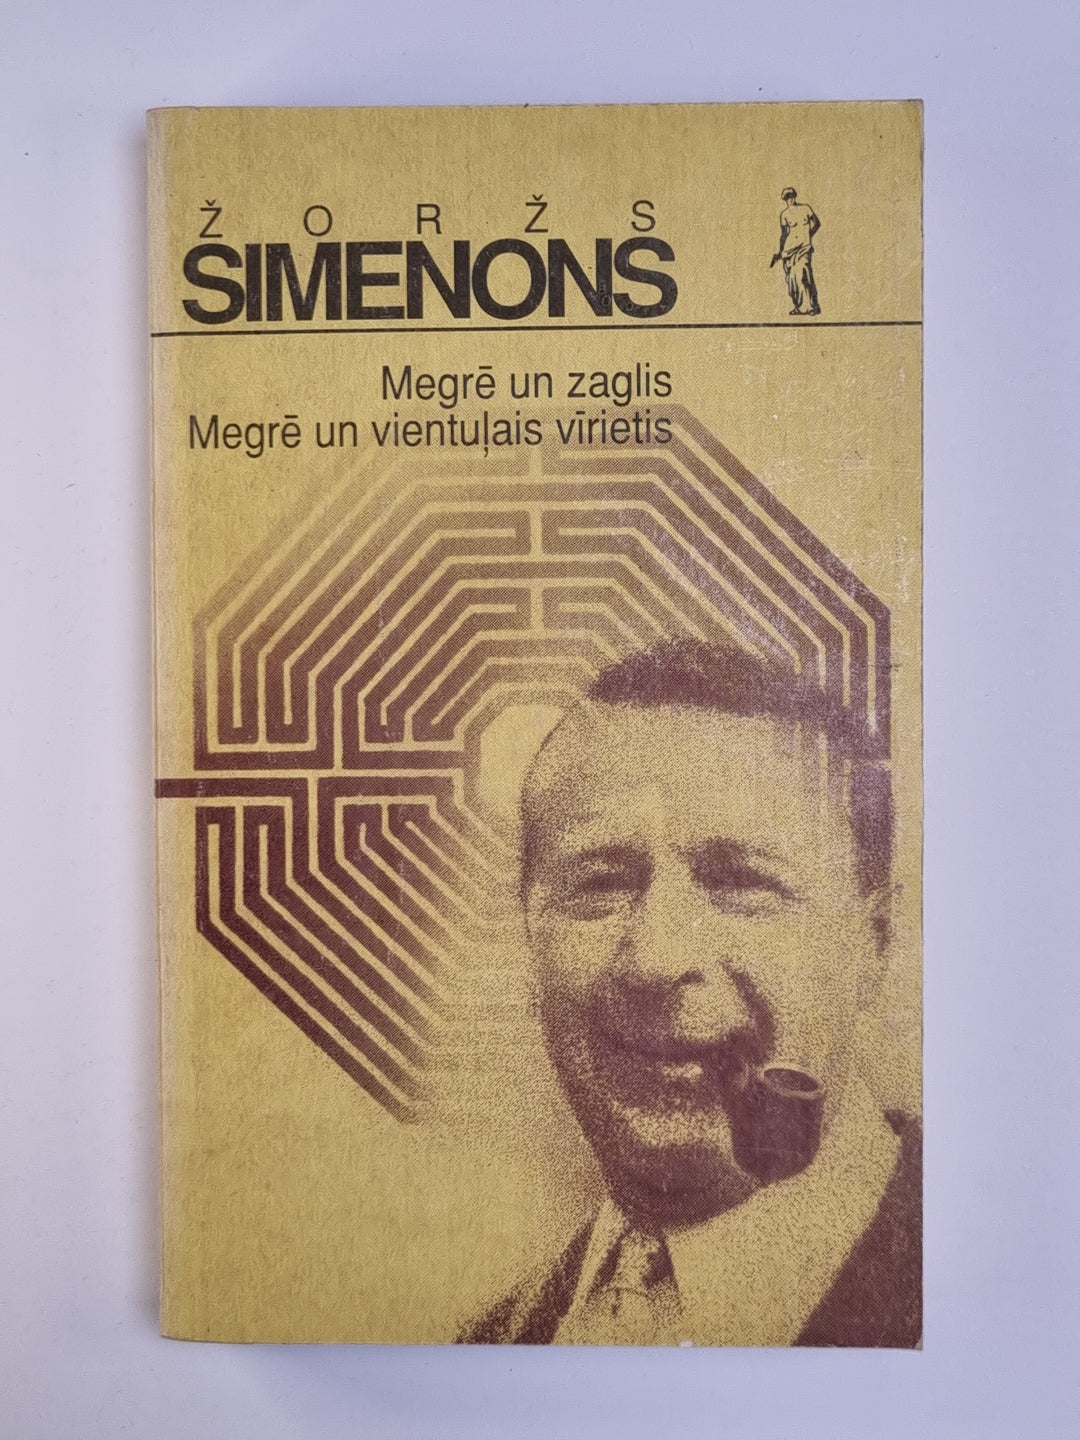 ŽORŽS
SIMENONS
Megrē un zaglis
Megrē un vientuļais vīrietis